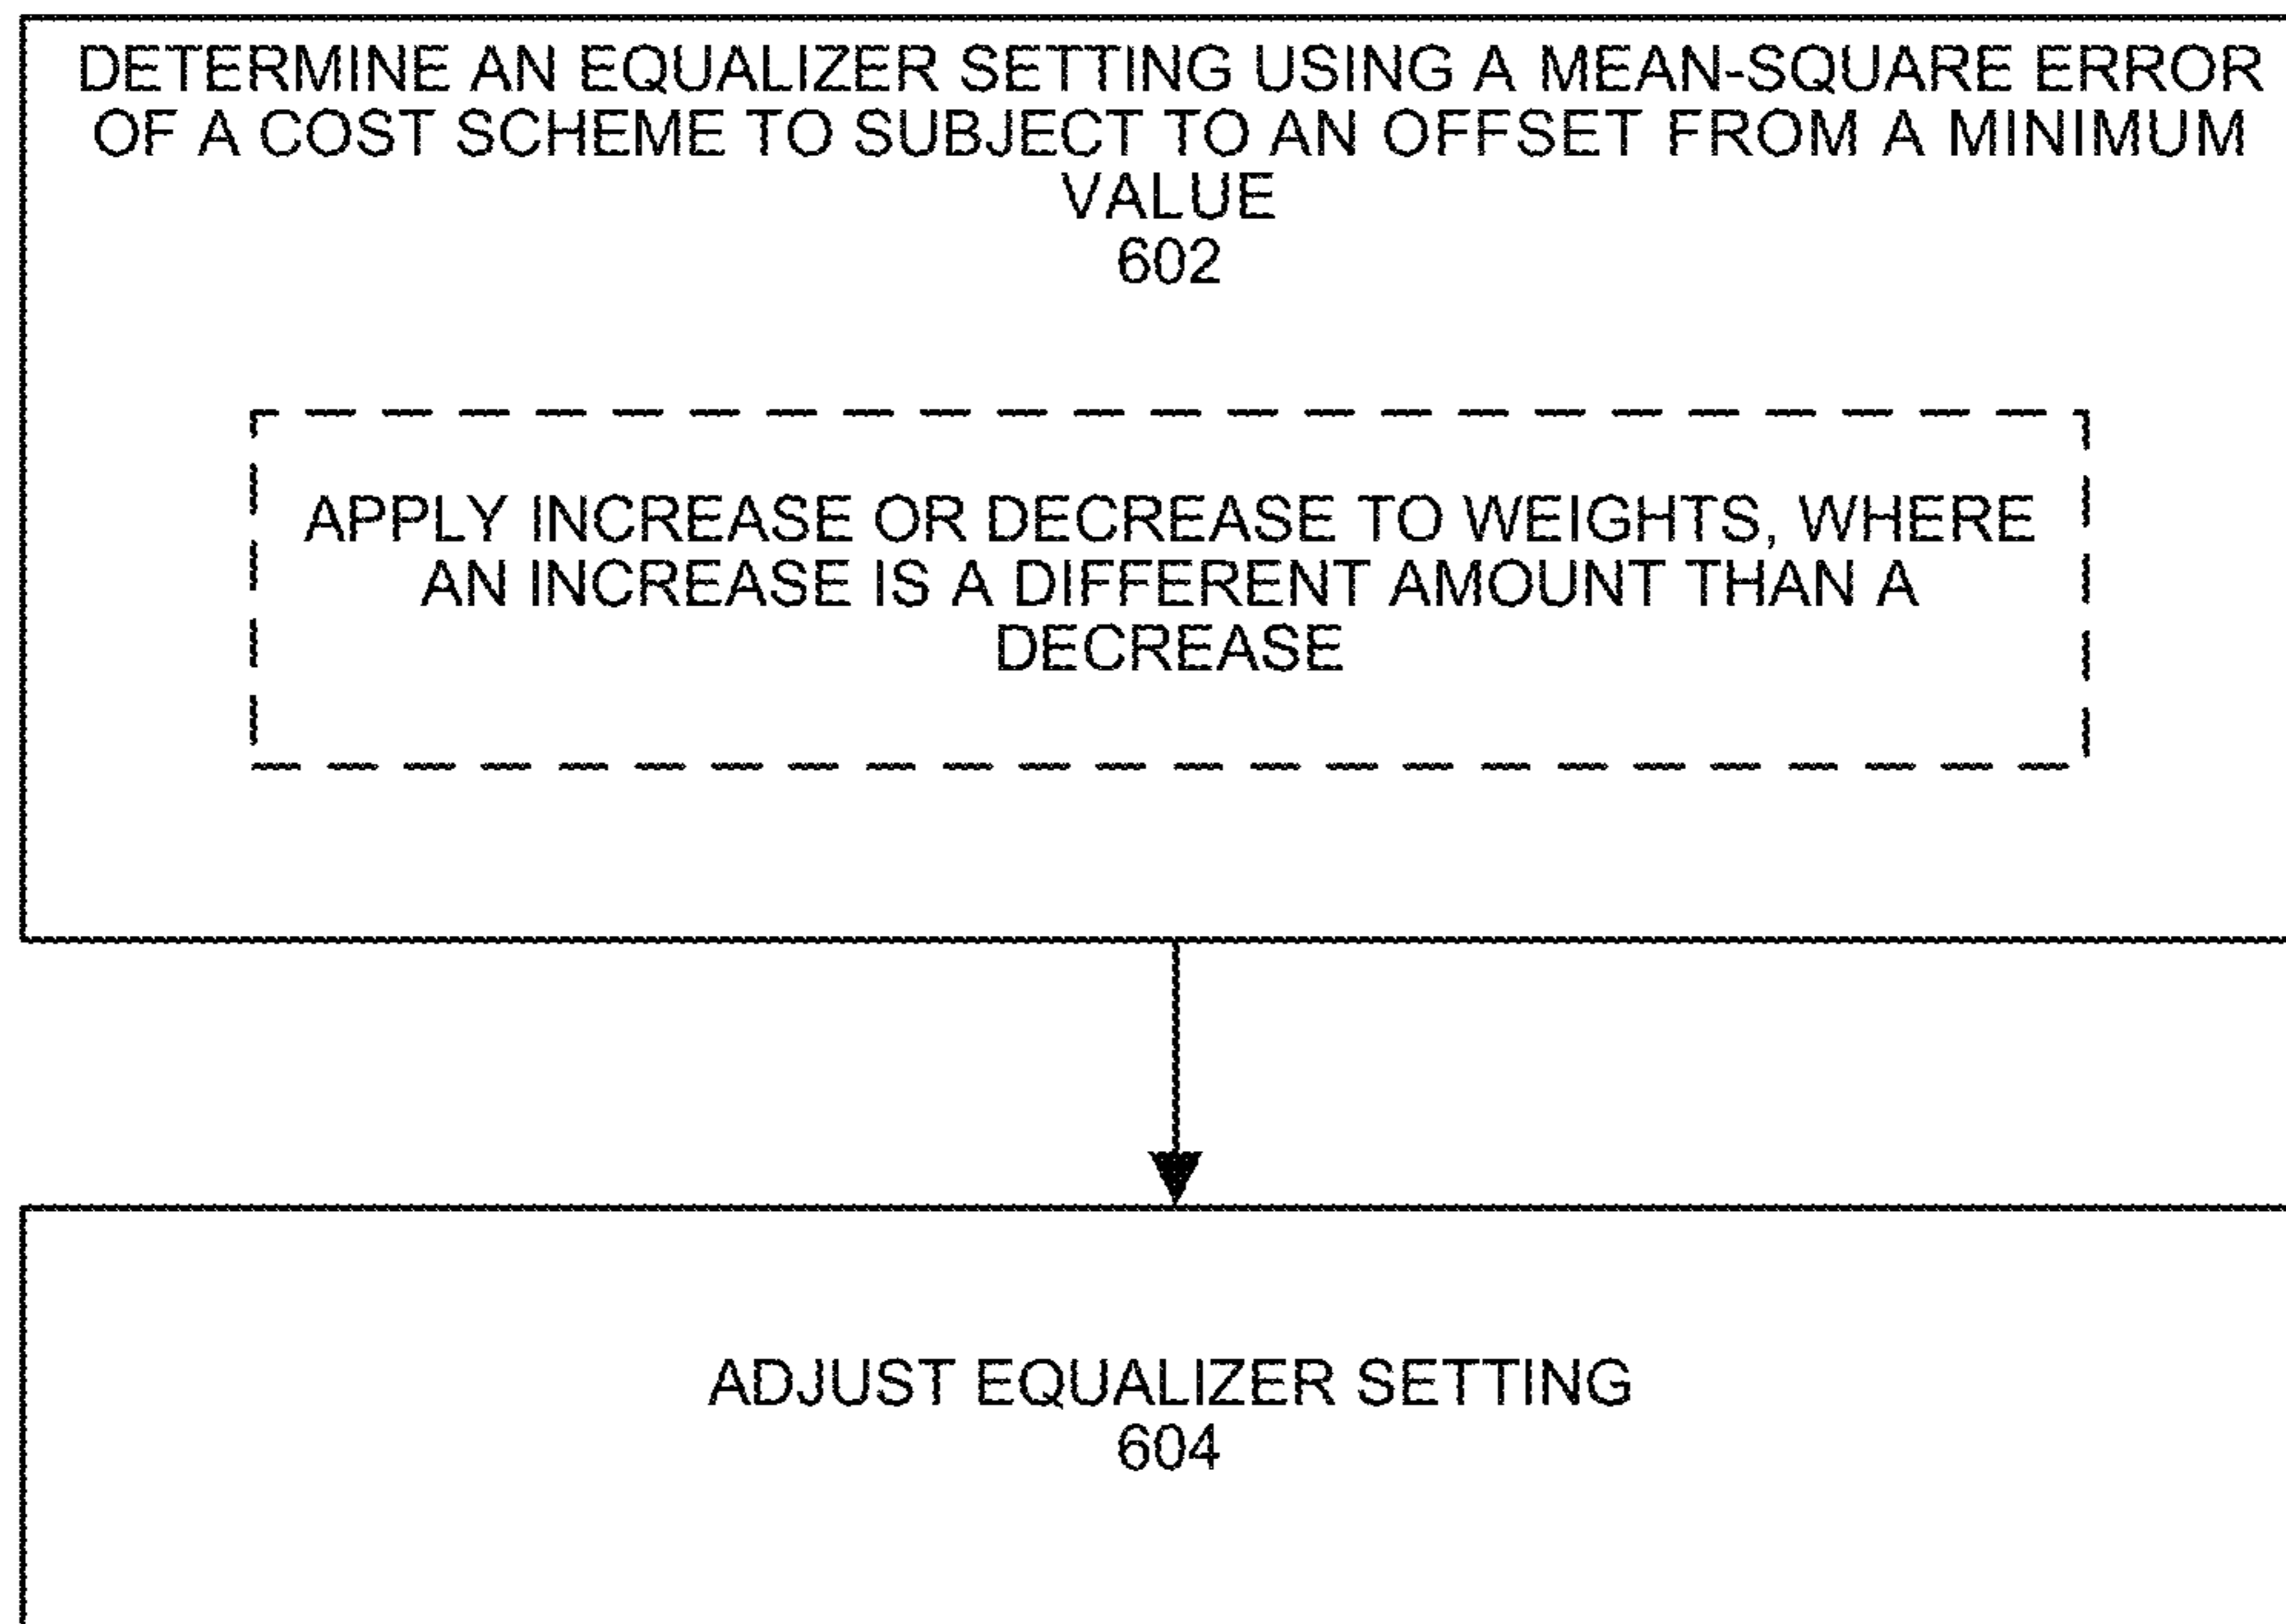 DETERMINE AN EQUALIZER SETTING USING A MEAN-SQUARE ERROR
OF A COST SCHEME TO SUBJECT TO AN OFFSET FROM A MINIMUM
VALUE
602
APPLY INCREASE OR DECREASE TO WEIGHTS, WHERE
AN INCREASE IS A DIFFERENT AMOUNT THAN A
DECREASE
ADJUST EQUALIZER SETTING
604